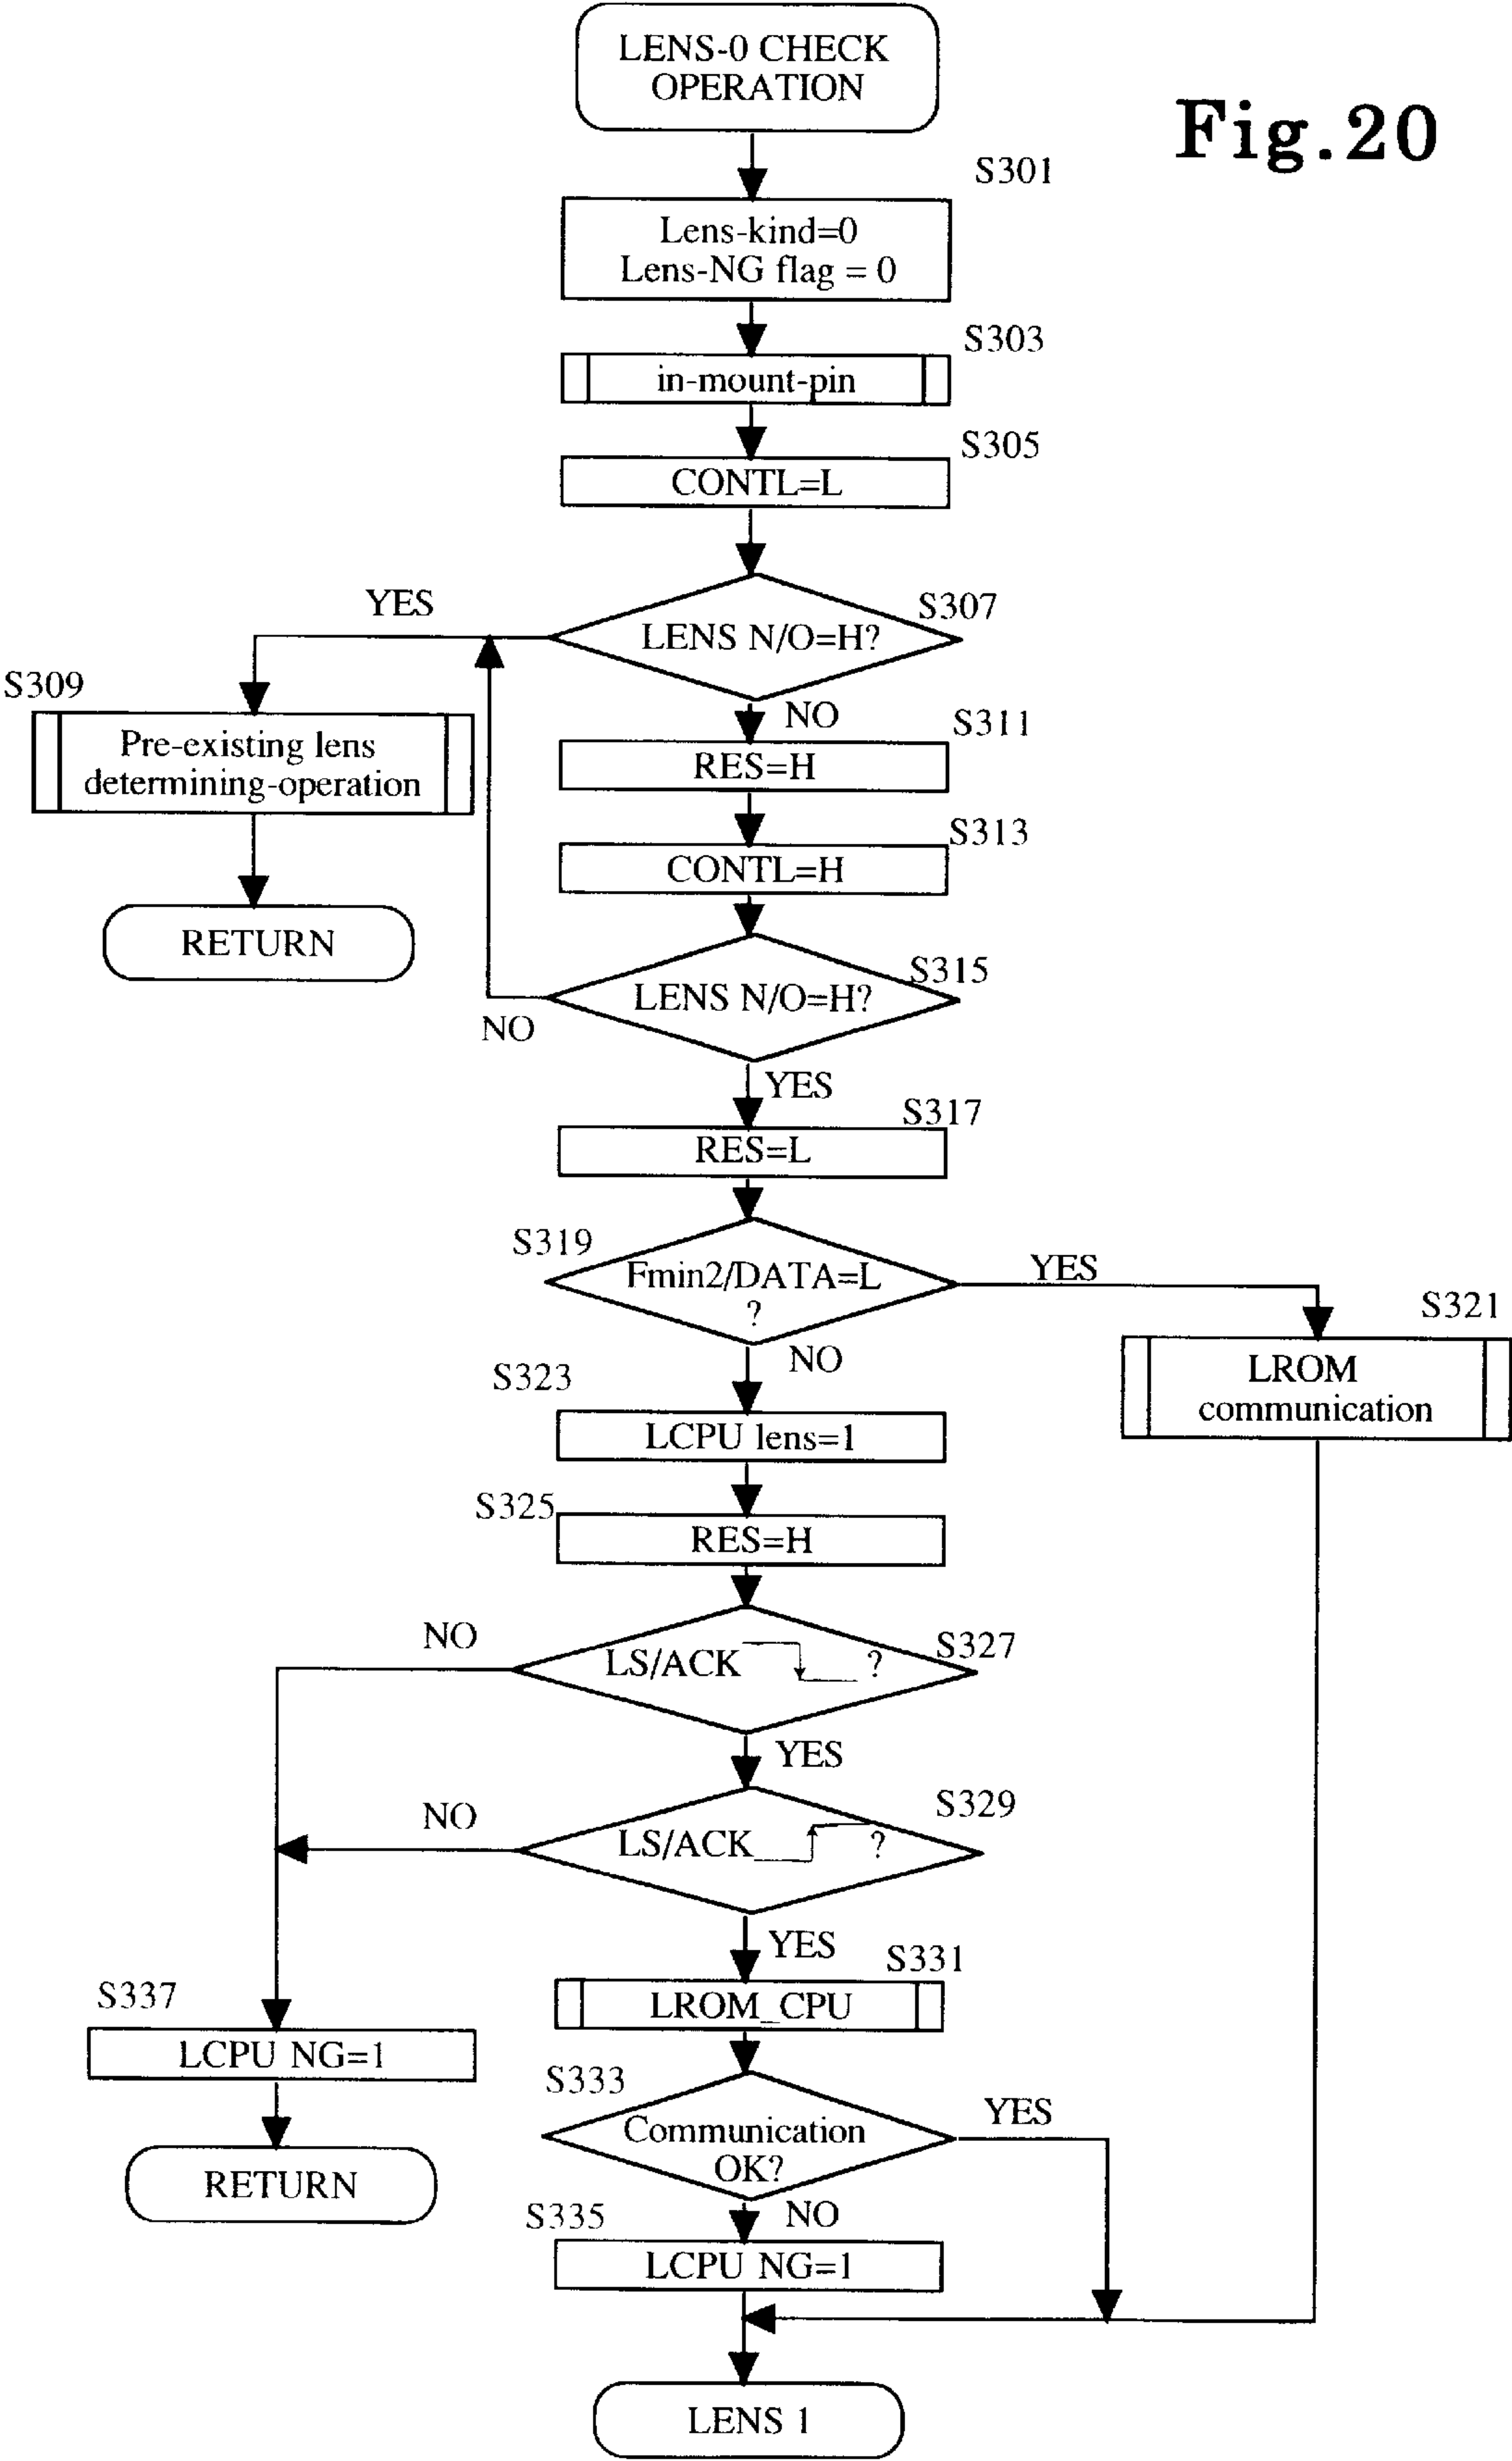 LENS-0 CHECK
OPERATION
Fig.20
S301
Lens-kind=0
Lens-NG flag = 0
S303
in-mount-pin
S305
CONTL=L
S307
YES
LENS N/O=H?
S309
NO
S311
Pre-existing lens
determining-operation
RES=H
S313
CONTL=H
RETURN
S315
LENS N/O=H?
NO
YES
S317
RES=L
S319
Fmin2/DATA=L
?
YES
S321
NO
LROM
communication
S323
LCPU lens=1
S325
RES=H
NO
S327
LS/ACK ?
YES
NO
S329
LS/ACK ?
YES
S331
LROM_CPU
S337
LCPU NG=1
S333
Communication
OK?
YES
RETURN
S335
NO
LCPU NG=1
LENS 1